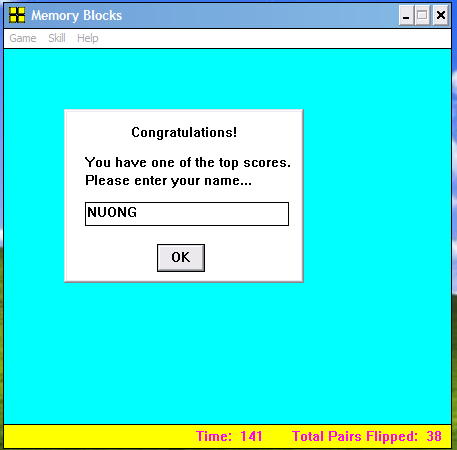 Memory Blocks
Game Skill Help
Congratulations!
You have one of the top scores.
Please enter your name...
NUONG
OK
Time: 141 Total Pairs Flipped: 38